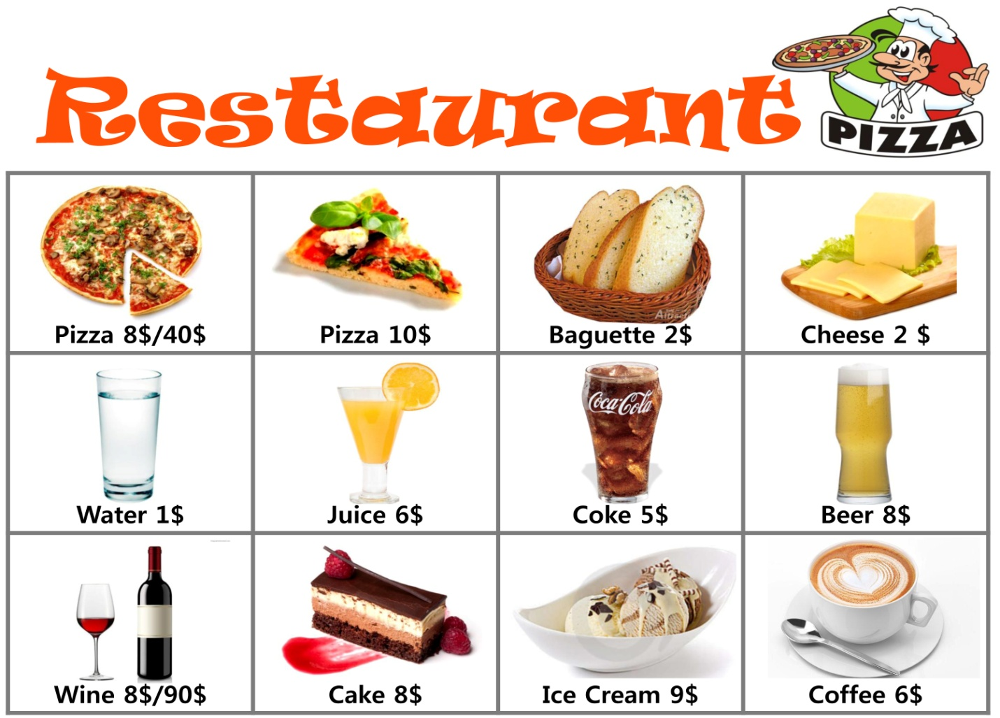 Restaurant
PIZZA
Pizza 8$/40$
Pizza 10$
Baguette 2$
Cheese 2 $
Coca-Cola
Water 1$
Juice 6$
Coke 5$
Beer 8$
Wine 8$/90$
Cake 8$
Ice Cream 9$
Coffee 6$